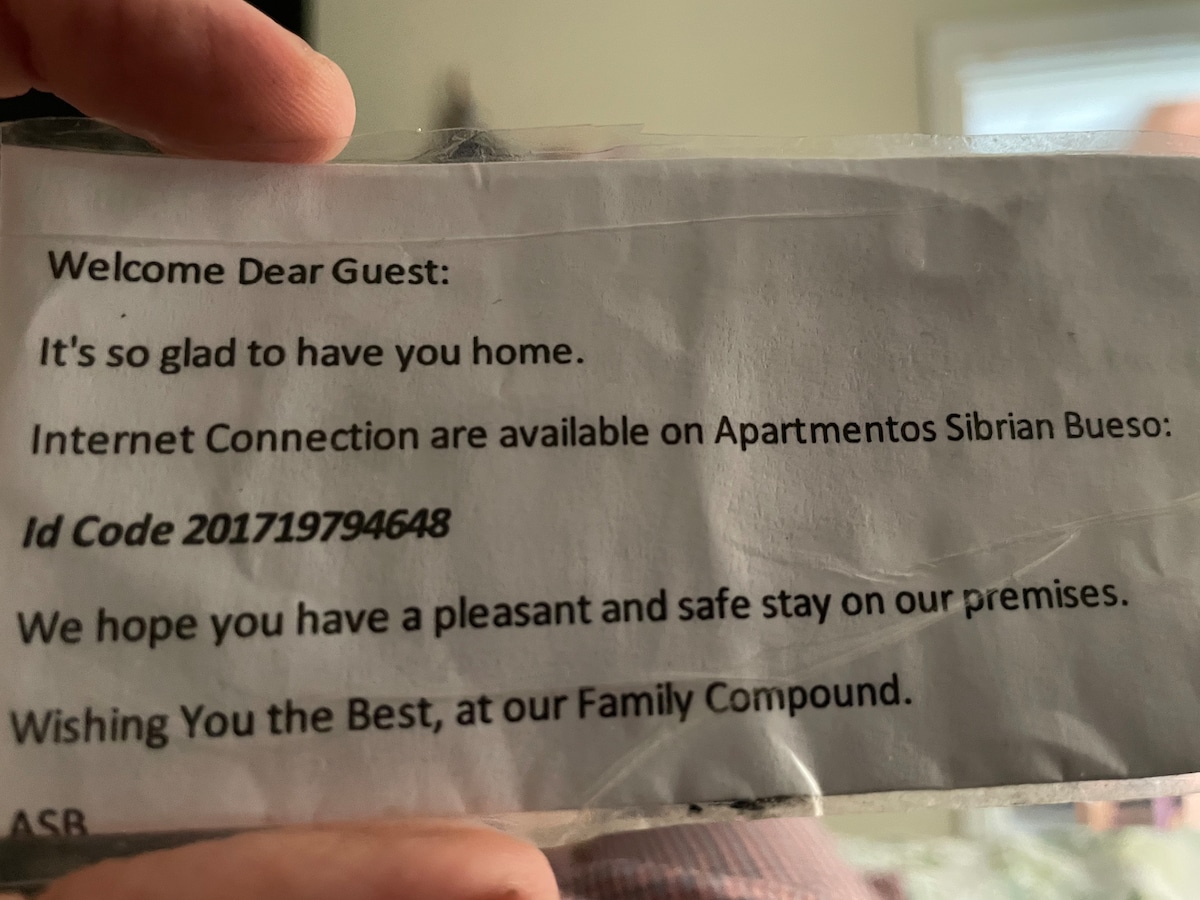 Welcome Dear Guest:
It's so glad to have you home.
Internet Connection are available on Apartmentos Sibrian Bueso:
Id Code 201719794648
We hope you have a pleasant and safe stay on our premises.
Wishing You the Best, at our Family Compound.
ASB